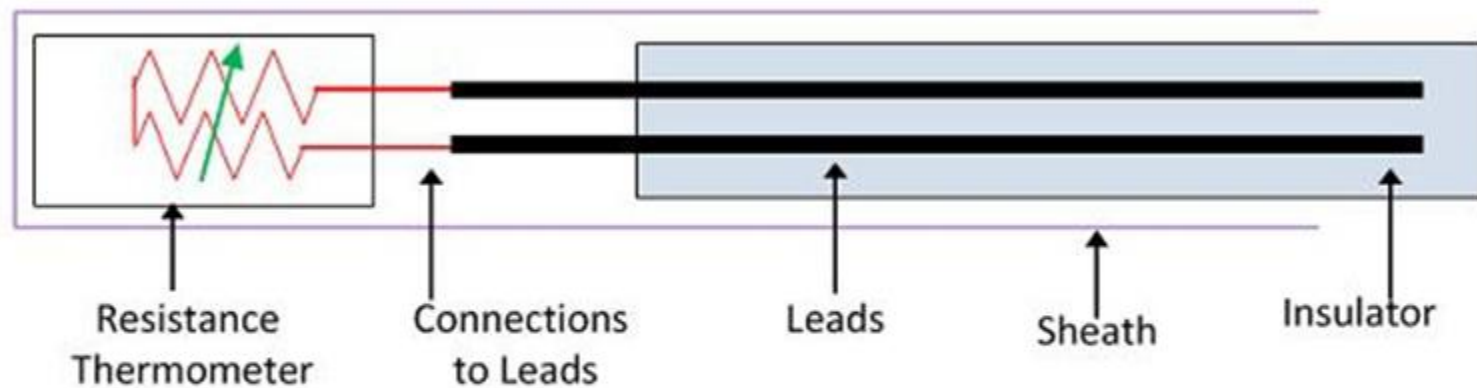 Resistance
Thermometer
Connections
to Leads
Leads
Sheath
Insulator